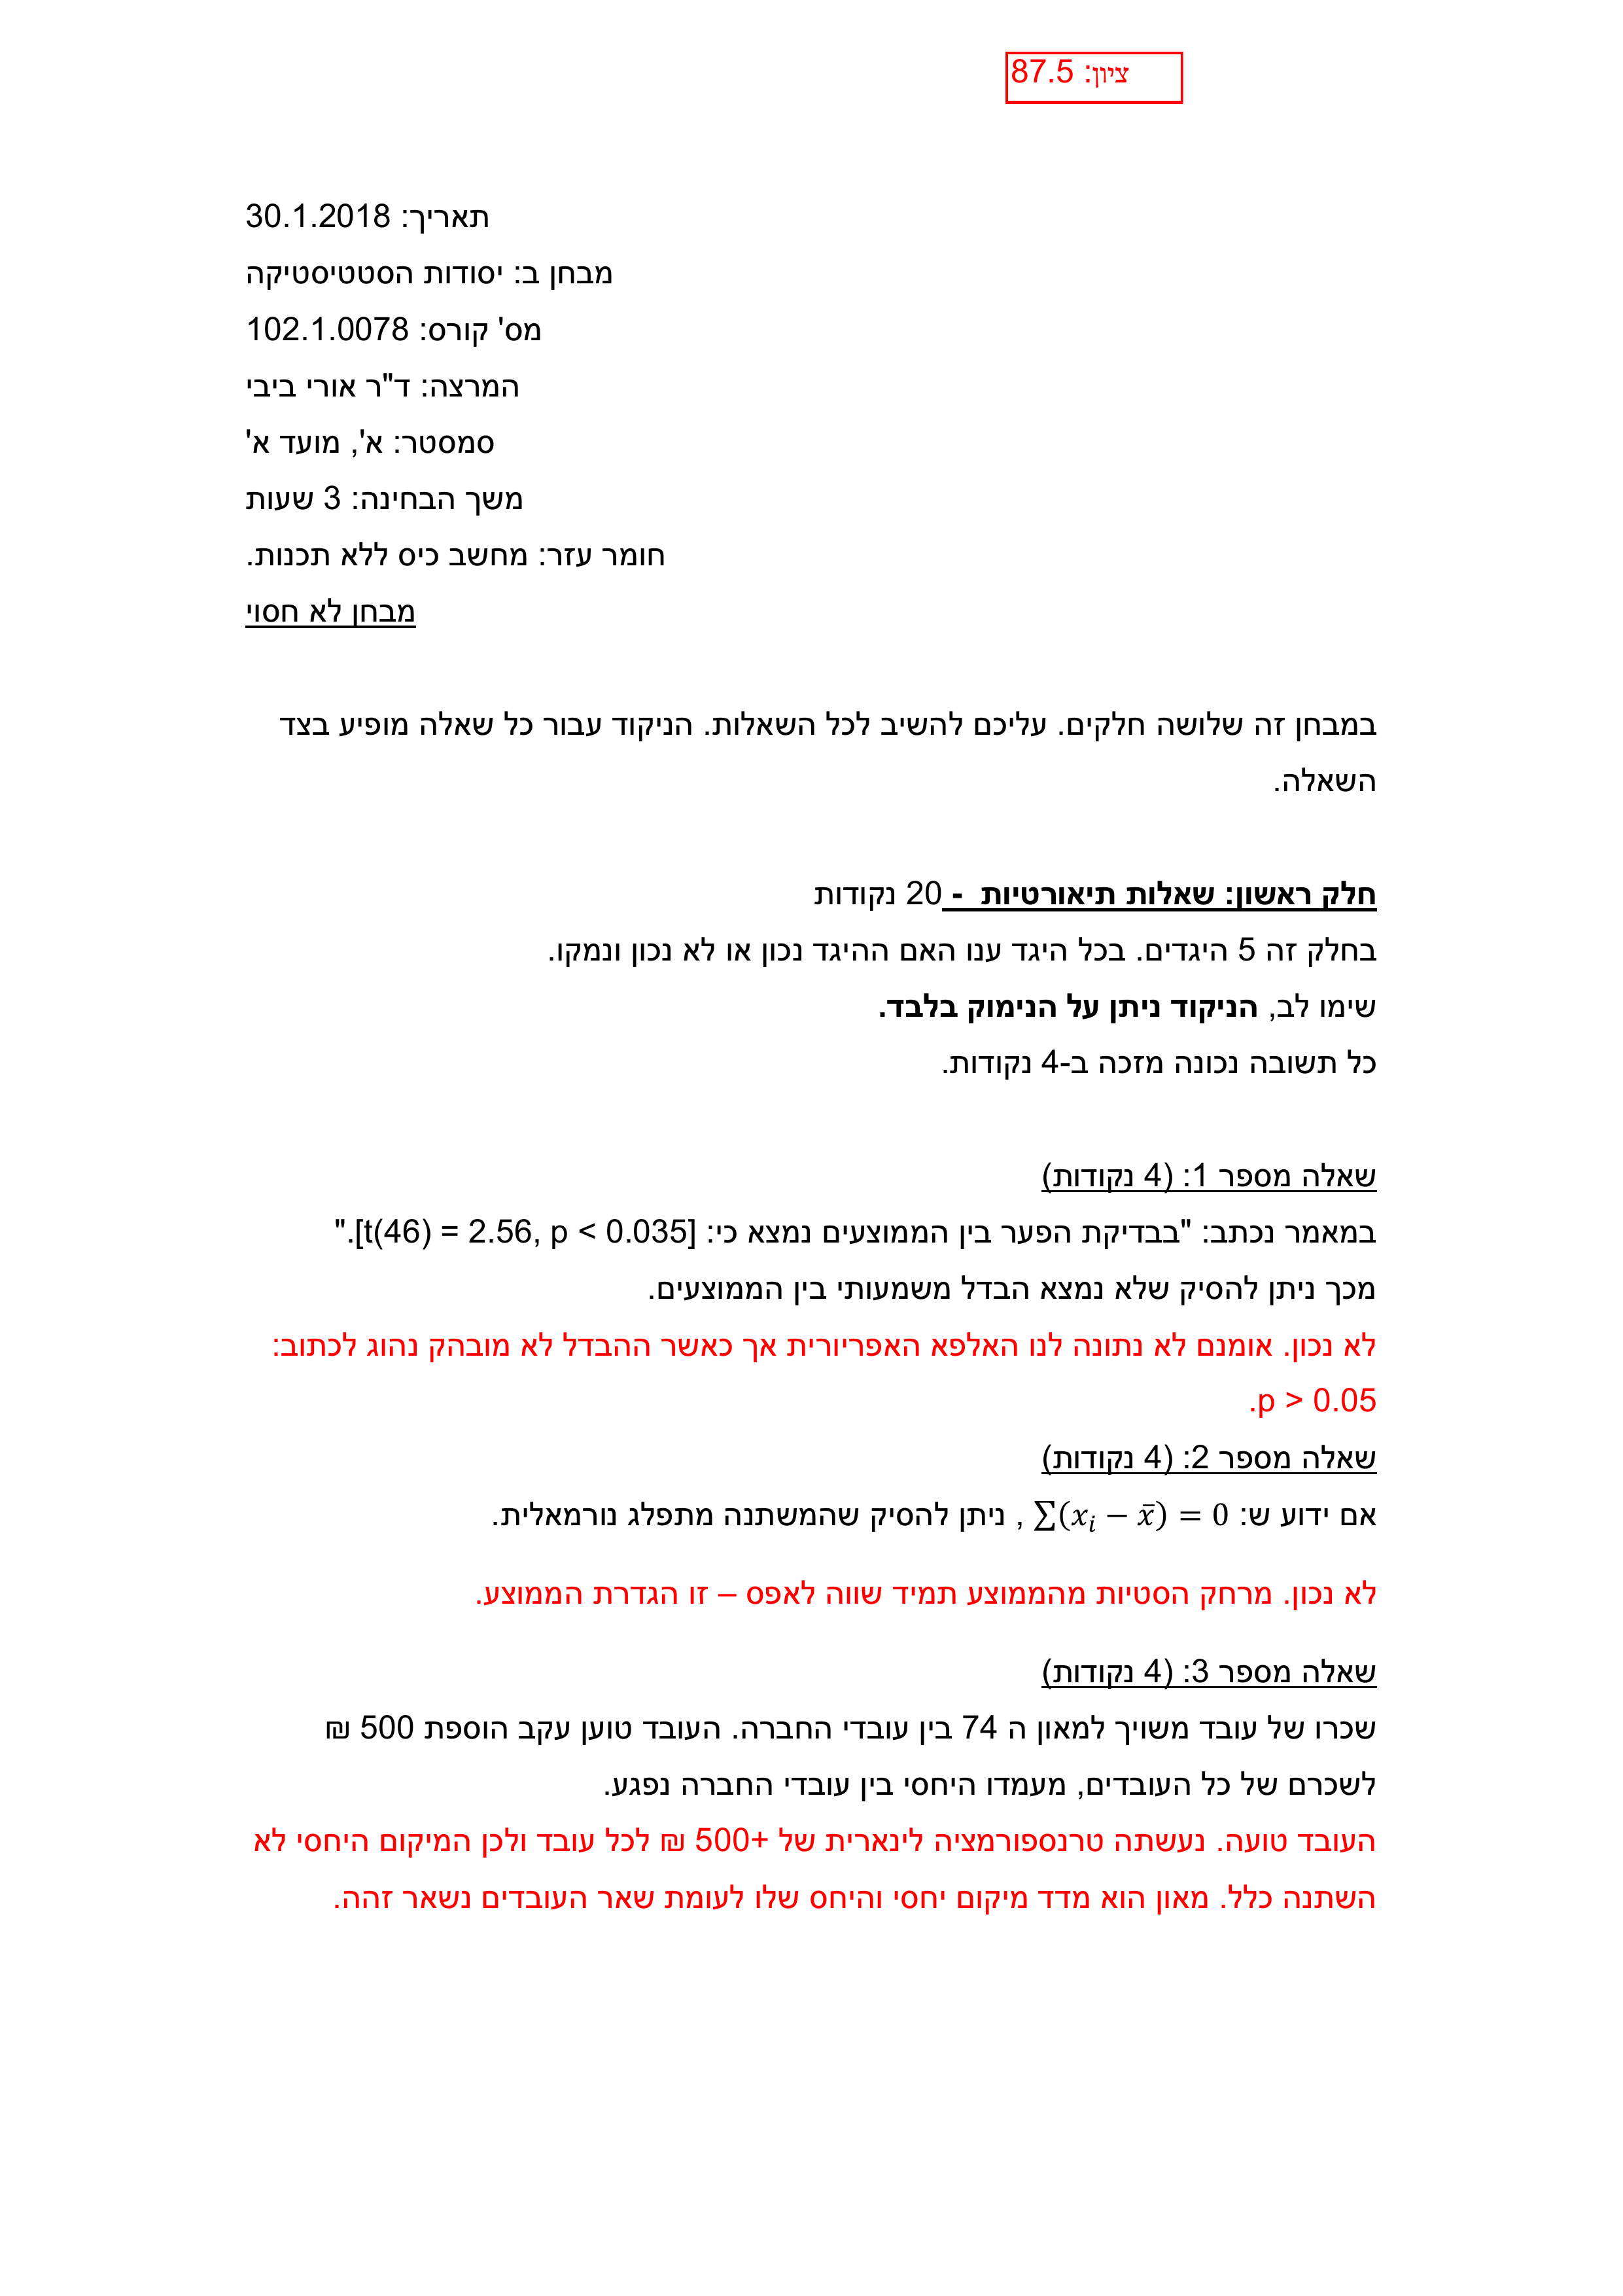 ציון: 87.5
תאריך: 30.1.2018
מבחן ב: יסודות הסטטיסטיקה
מס' קורס: 102.1.0078
המרצה: ד"ר אורי ביבי
סמסטר: א', מועד א'
משך הבחינה: 3 שעות
חומר עזר: מחשב כיס ללא תכנות.
מבחן לא חסוי
במבחן זה שלושה חלקים. עליכם להשיב לכל השאלות. הניקוד עבור כל שאלה מופיע בצד
השאלה.
חלק ראשון: שאלות תיאורטיות - 20 נקודות
בחלק זה 5 היגדים. בכל היגד ענו האם ההיגד נכון או לא נכון ונמקו.
שימו לב, הניקוד ניתן על הנימוק בלבד.
כל תשובה נכונה מזכה ב-4 נקודות.
שאלה מספר 1: (4 נקודות)
במאמר נכתב: "בבדיקת הפער בין הממוצעים נמצא כי: [t(46) = 2.56, p < 0.035]."
מכך ניתן להסיק שלא נמצא הבדל משמעותי בין הממוצעים.
לא נכון. אומנם לא נתונה לנו האלפא האפריורית אך כאשר ההבדל לא מובהק נהוג לכתוב:
p > 0.05.
שאלה מספר 2: (4 נקודות)
אם ידוע ש: ∑(xᵢ − x̄) = 0 , ניתן להסיק שהמשתנה מתפלג נורמאלית.
לא נכון. מרחק הסטיות מהממוצע תמיד שווה לאפס – זו הגדרת הממוצע.
שאלה מספר 3: (4 נקודות)
שכרו של עובד משויך למאון ה 74 בין עובדי החברה. העובד טוען עקב הוספת 500 ₪
לשכרם של כל העובדים, מעמדו היחסי בין עובדי החברה נפגע.
העובד טועה. נעשתה טרנספורמציה לינארית של +500 ₪ לכל עובד ולכן המיקום היחסי לא
השתנה כלל. מאון הוא מדד מיקום יחסי והיחס שלו לעומת שאר העובדים נשאר זהה.